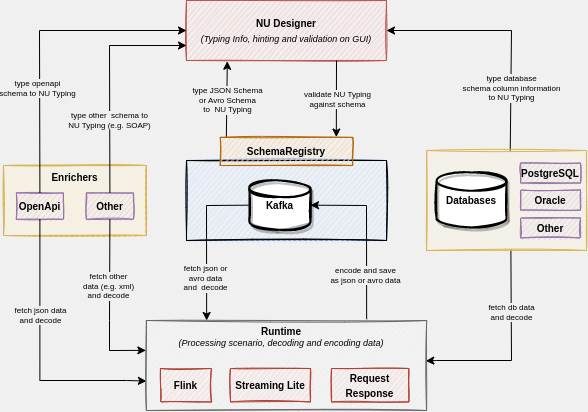 NU Designer
(Typing Info, hinting and validation on GUI)
type openapi
schema to NU Typing
type other schema to
NU Typing (e.g. SOAP)
type JSON Schema
or Avro Schema
to NU Typing
validate NU Typing
against schema
type database
schema column information
to NU Typing
SchemaRegistry
Enrichers
OpenApi
Other
Kafka
Databases
PostgreSQL
Oracle
Other
fetch json or
avro data
and decode
encode and save
as json or avro data
fetch other
data (e.g. xml)
and decode
fetch json data
and decode
fetch db data
and decode
Runtime
(Processing scenario, decoding and encoding data)
Flink
Streaming Lite
Request
Response